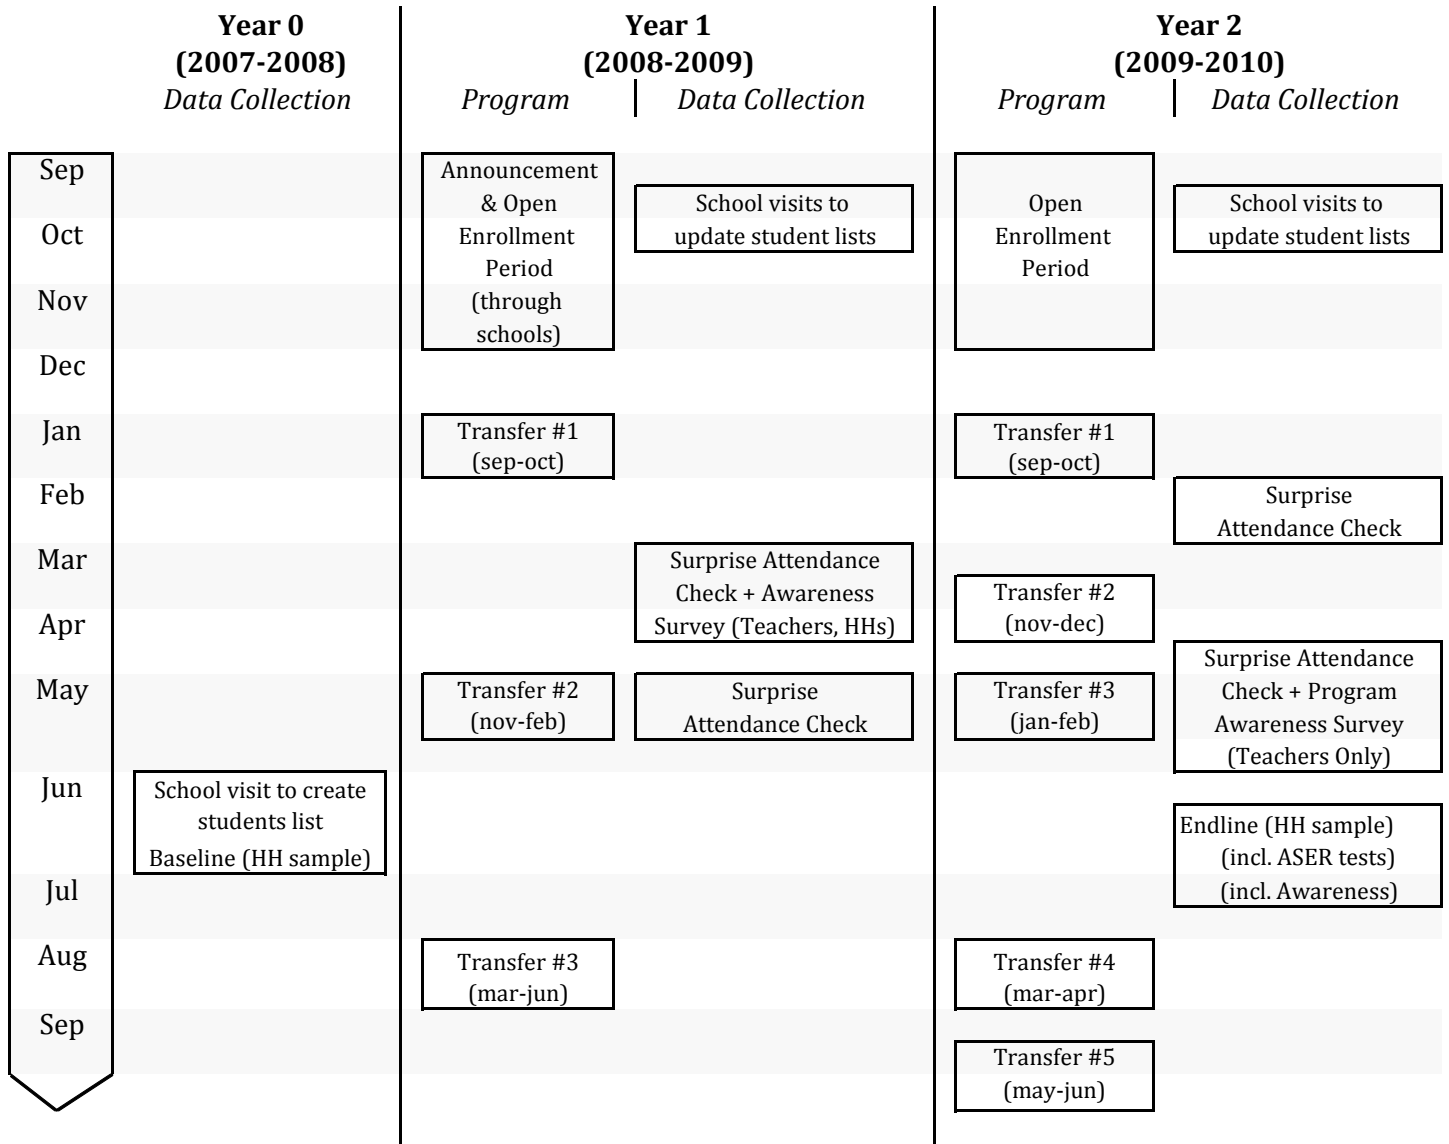 Year 0
(2007-2008)
Data Collection
Year 1
(2008-2009)
Program
Data Collection
Year 2
(2009-2010)
Program
Data Collection
Sep
Oct
Nov
Dec
Jan
Feb
Mar
Apr
May
Jun
Jul
Aug
Sep
School visit to create
students list
Baseline (HH sample)
Announcement
& Open
Enrollment
Period
(through
schools)
Transfer #1
(sep-oct)
Transfer #2
(nov-feb)
Transfer #3
(mar-jun)
School visits to
update student lists
Surprise Attendance
Check + Awareness
Survey (Teachers, HHs)
Surprise
Attendance Check
Open
Enrollment
Period
Transfer #1
(sep-oct)
Transfer #2
(nov-dec)
Transfer #3
(jan-feb)
Transfer #4
(mar-apr)
Transfer #5
(may-jun)
School visits to
update student lists
Surprise
Attendance Check
Surprise Attendance
Check + Program
Awareness Survey
(Teachers Only)
Endline (HH sample)
(incl. ASER tests)
(incl. Awareness)